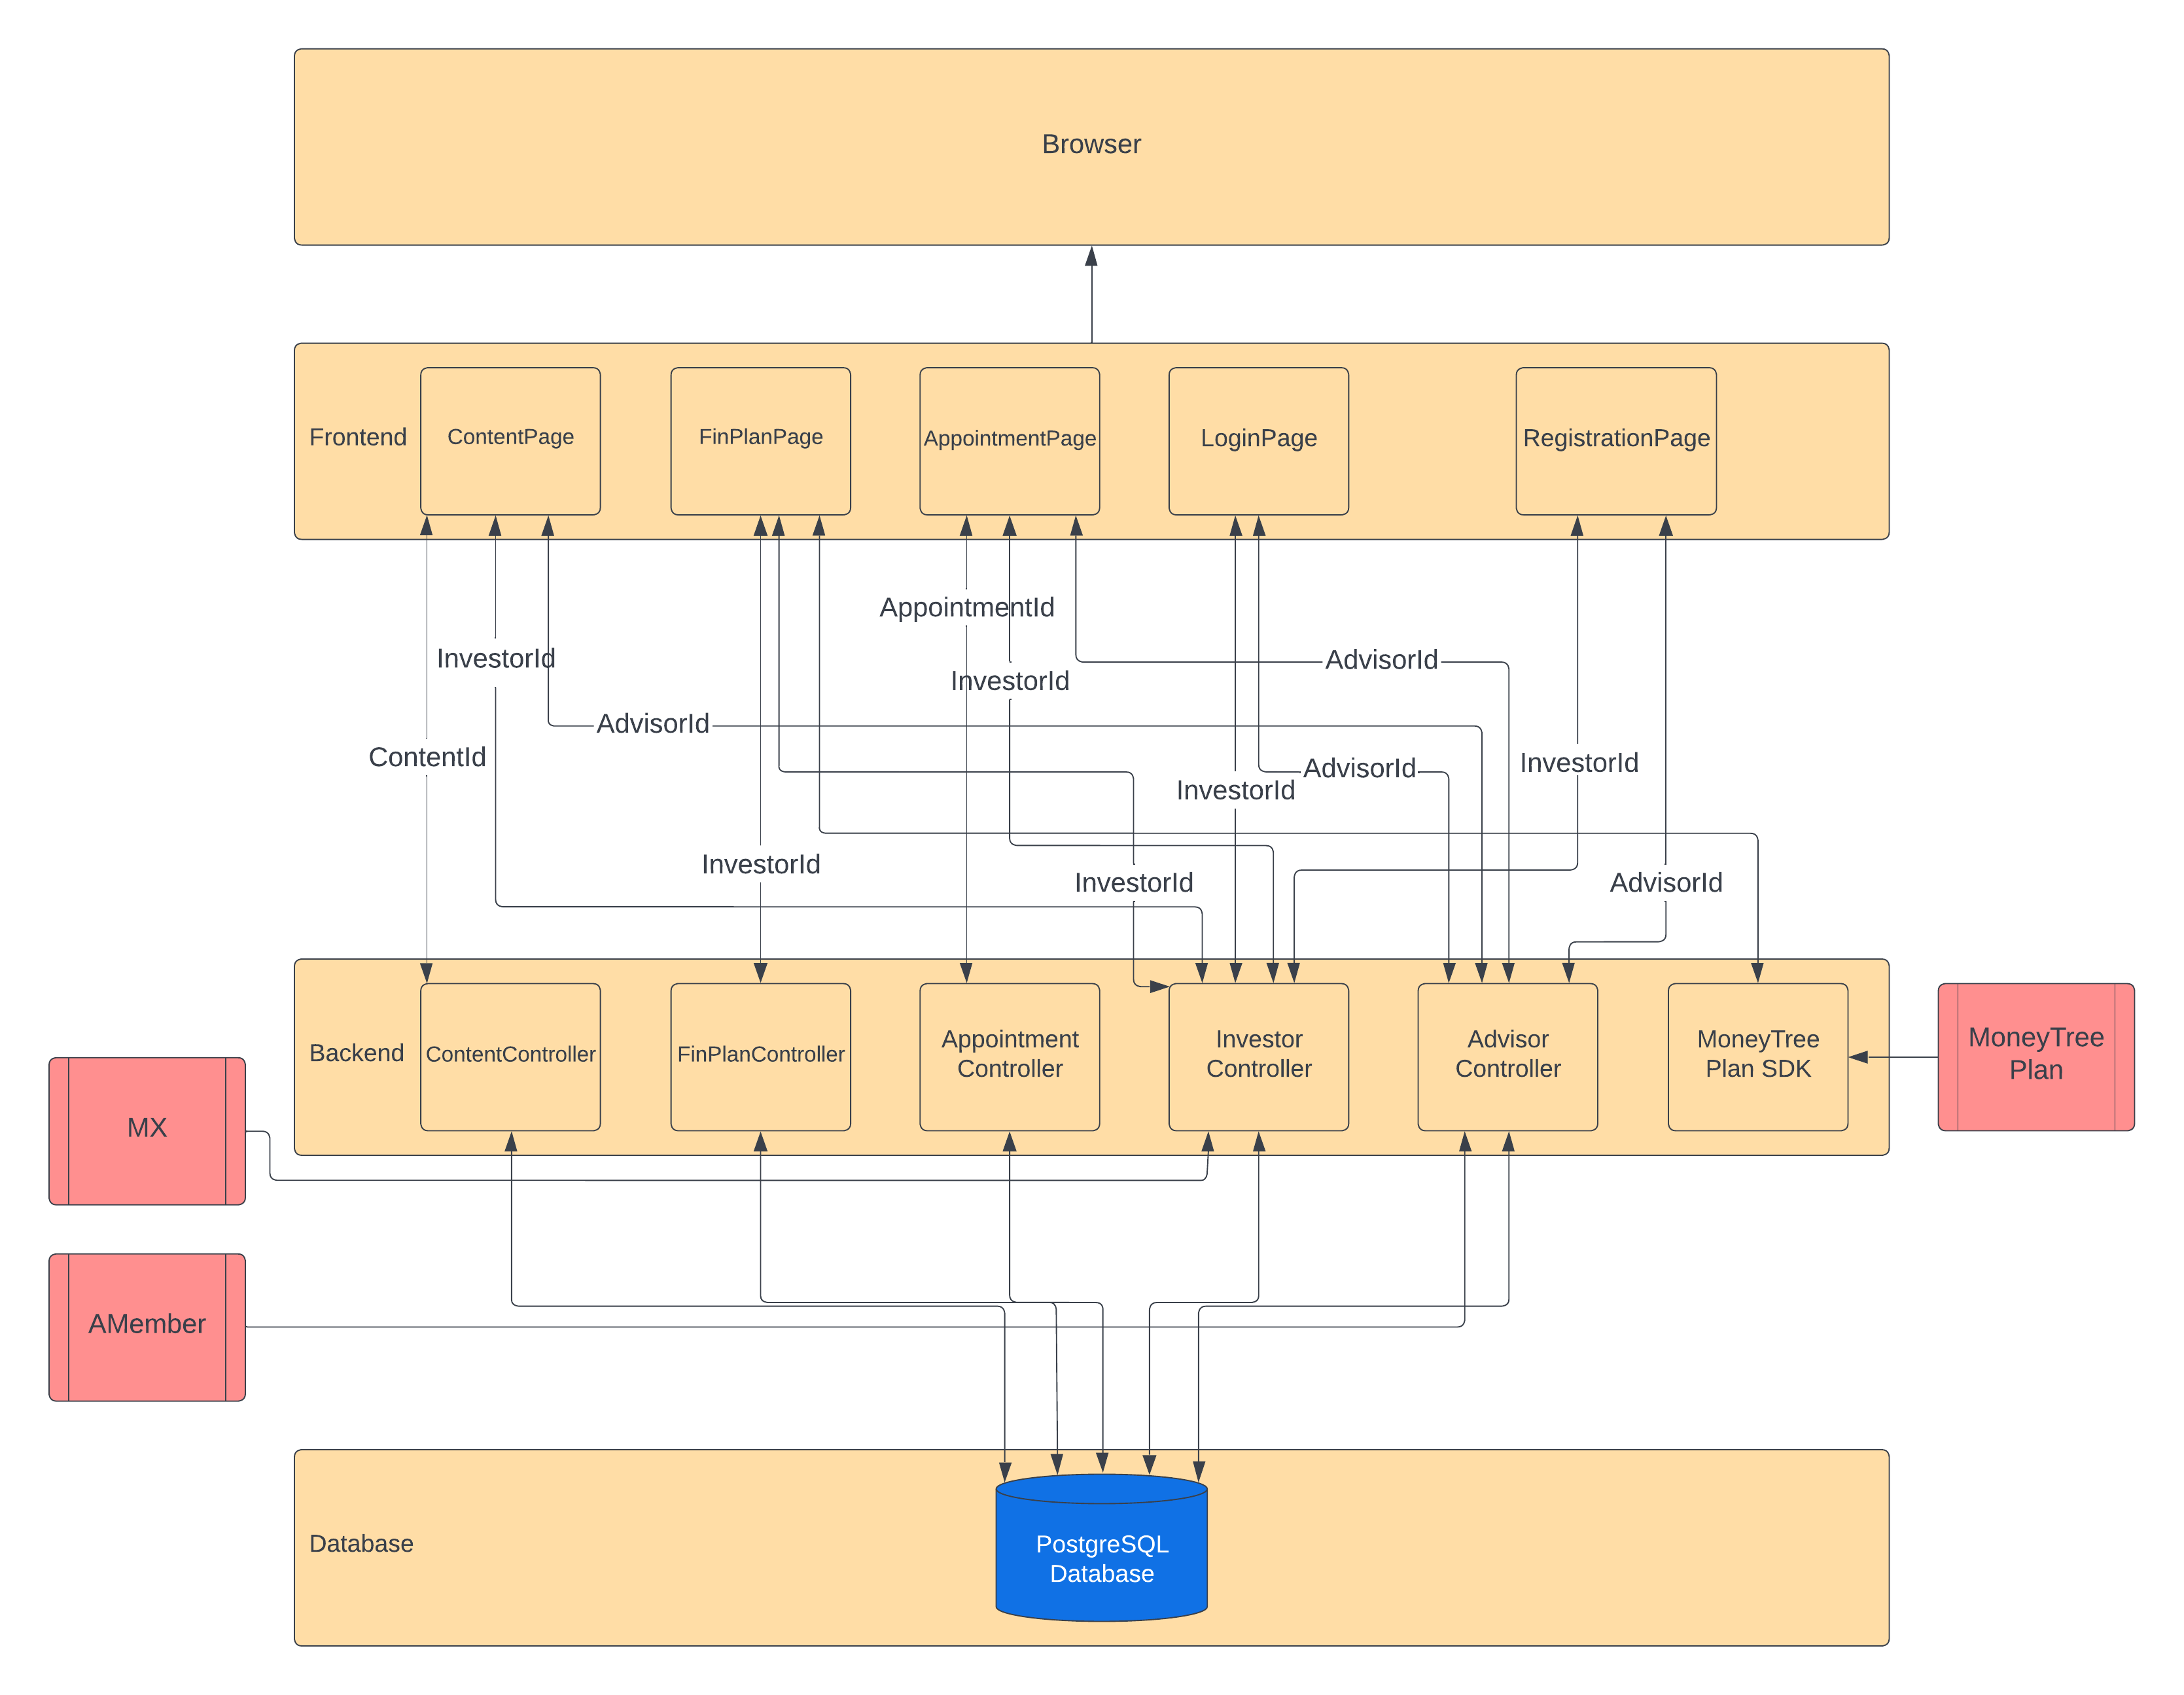 Browser
Frontend
ContentPage
FinPlanPage
AppointmentPage
LoginPage
RegistrationPage
AppointmentId
InvestorId
AdvisorId
InvestorId
AdvisorId
ContentId
InvestorId
AdvisorId
InvestorId
InvestorId
InvestorId
AdvisorId
Backend
ContentController
FinPlanController
Appointment
Controller
Investor
Controller
Advisor
Controller
MoneyTree
Plan SDK
MoneyTree
Plan
MX
AMember
Database
PostgreSQL
Database